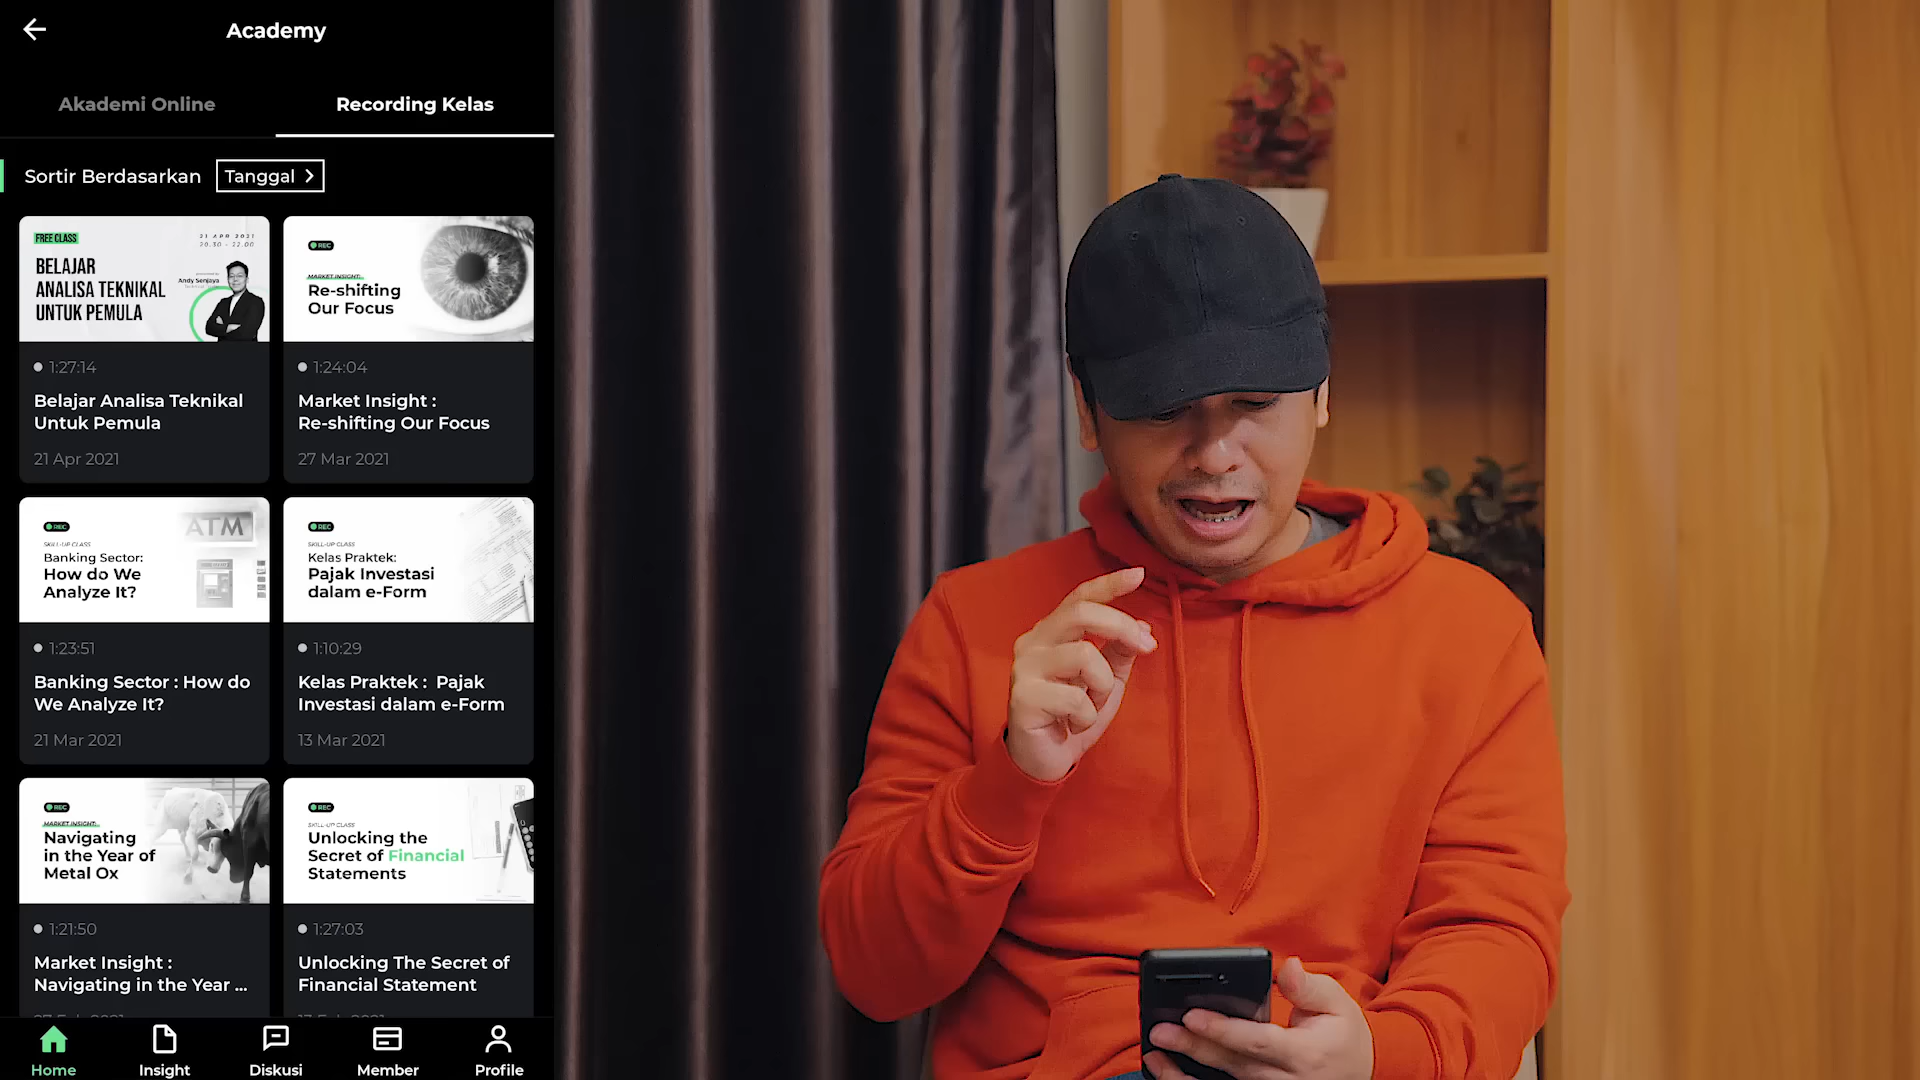 Academy
Akademi Online
Recording Kelas
Sortir Berdasarkan
Tanggal
FREE CLASS
21 APR 2021
20.30 - 22.00
BELAJAR
ANALISA TEKNIKAL
UNTUK PEMULA
Andy Senjaya
1:27:14
Belajar Analisa Teknikal
Untuk Pemula
21 Apr 2021
REC
MARKET INSIGHT:
Re-shifting
Our Focus
1:24:04
Market Insight :
Re-shifting Our Focus
27 Mar 2021
REC
SKILL-UP CLASS
Banking Sector:
How do We
Analyze It?
ATM
1:23:51
Banking Sector : How do
We Analyze It?
21 Mar 2021
REC
SKILL-UP CLASS
Kelas Praktek:
Pajak Investasi
dalam e-Form
1:10:29
Kelas Praktek : Pajak
Investasi dalam e-Form
13 Mar 2021
REC
MARKET INSIGHT:
Navigating
in the Year of
Metal Ox
1:21:50
Market Insight :
Navigating in the Year ...
REC
SKILL-UP CLASS
Unlocking the
Secret of Financial
Statements
1:27:03
Unlocking The Secret of
Financial Statement
Home
Insight
Diskusi
Member
Profile